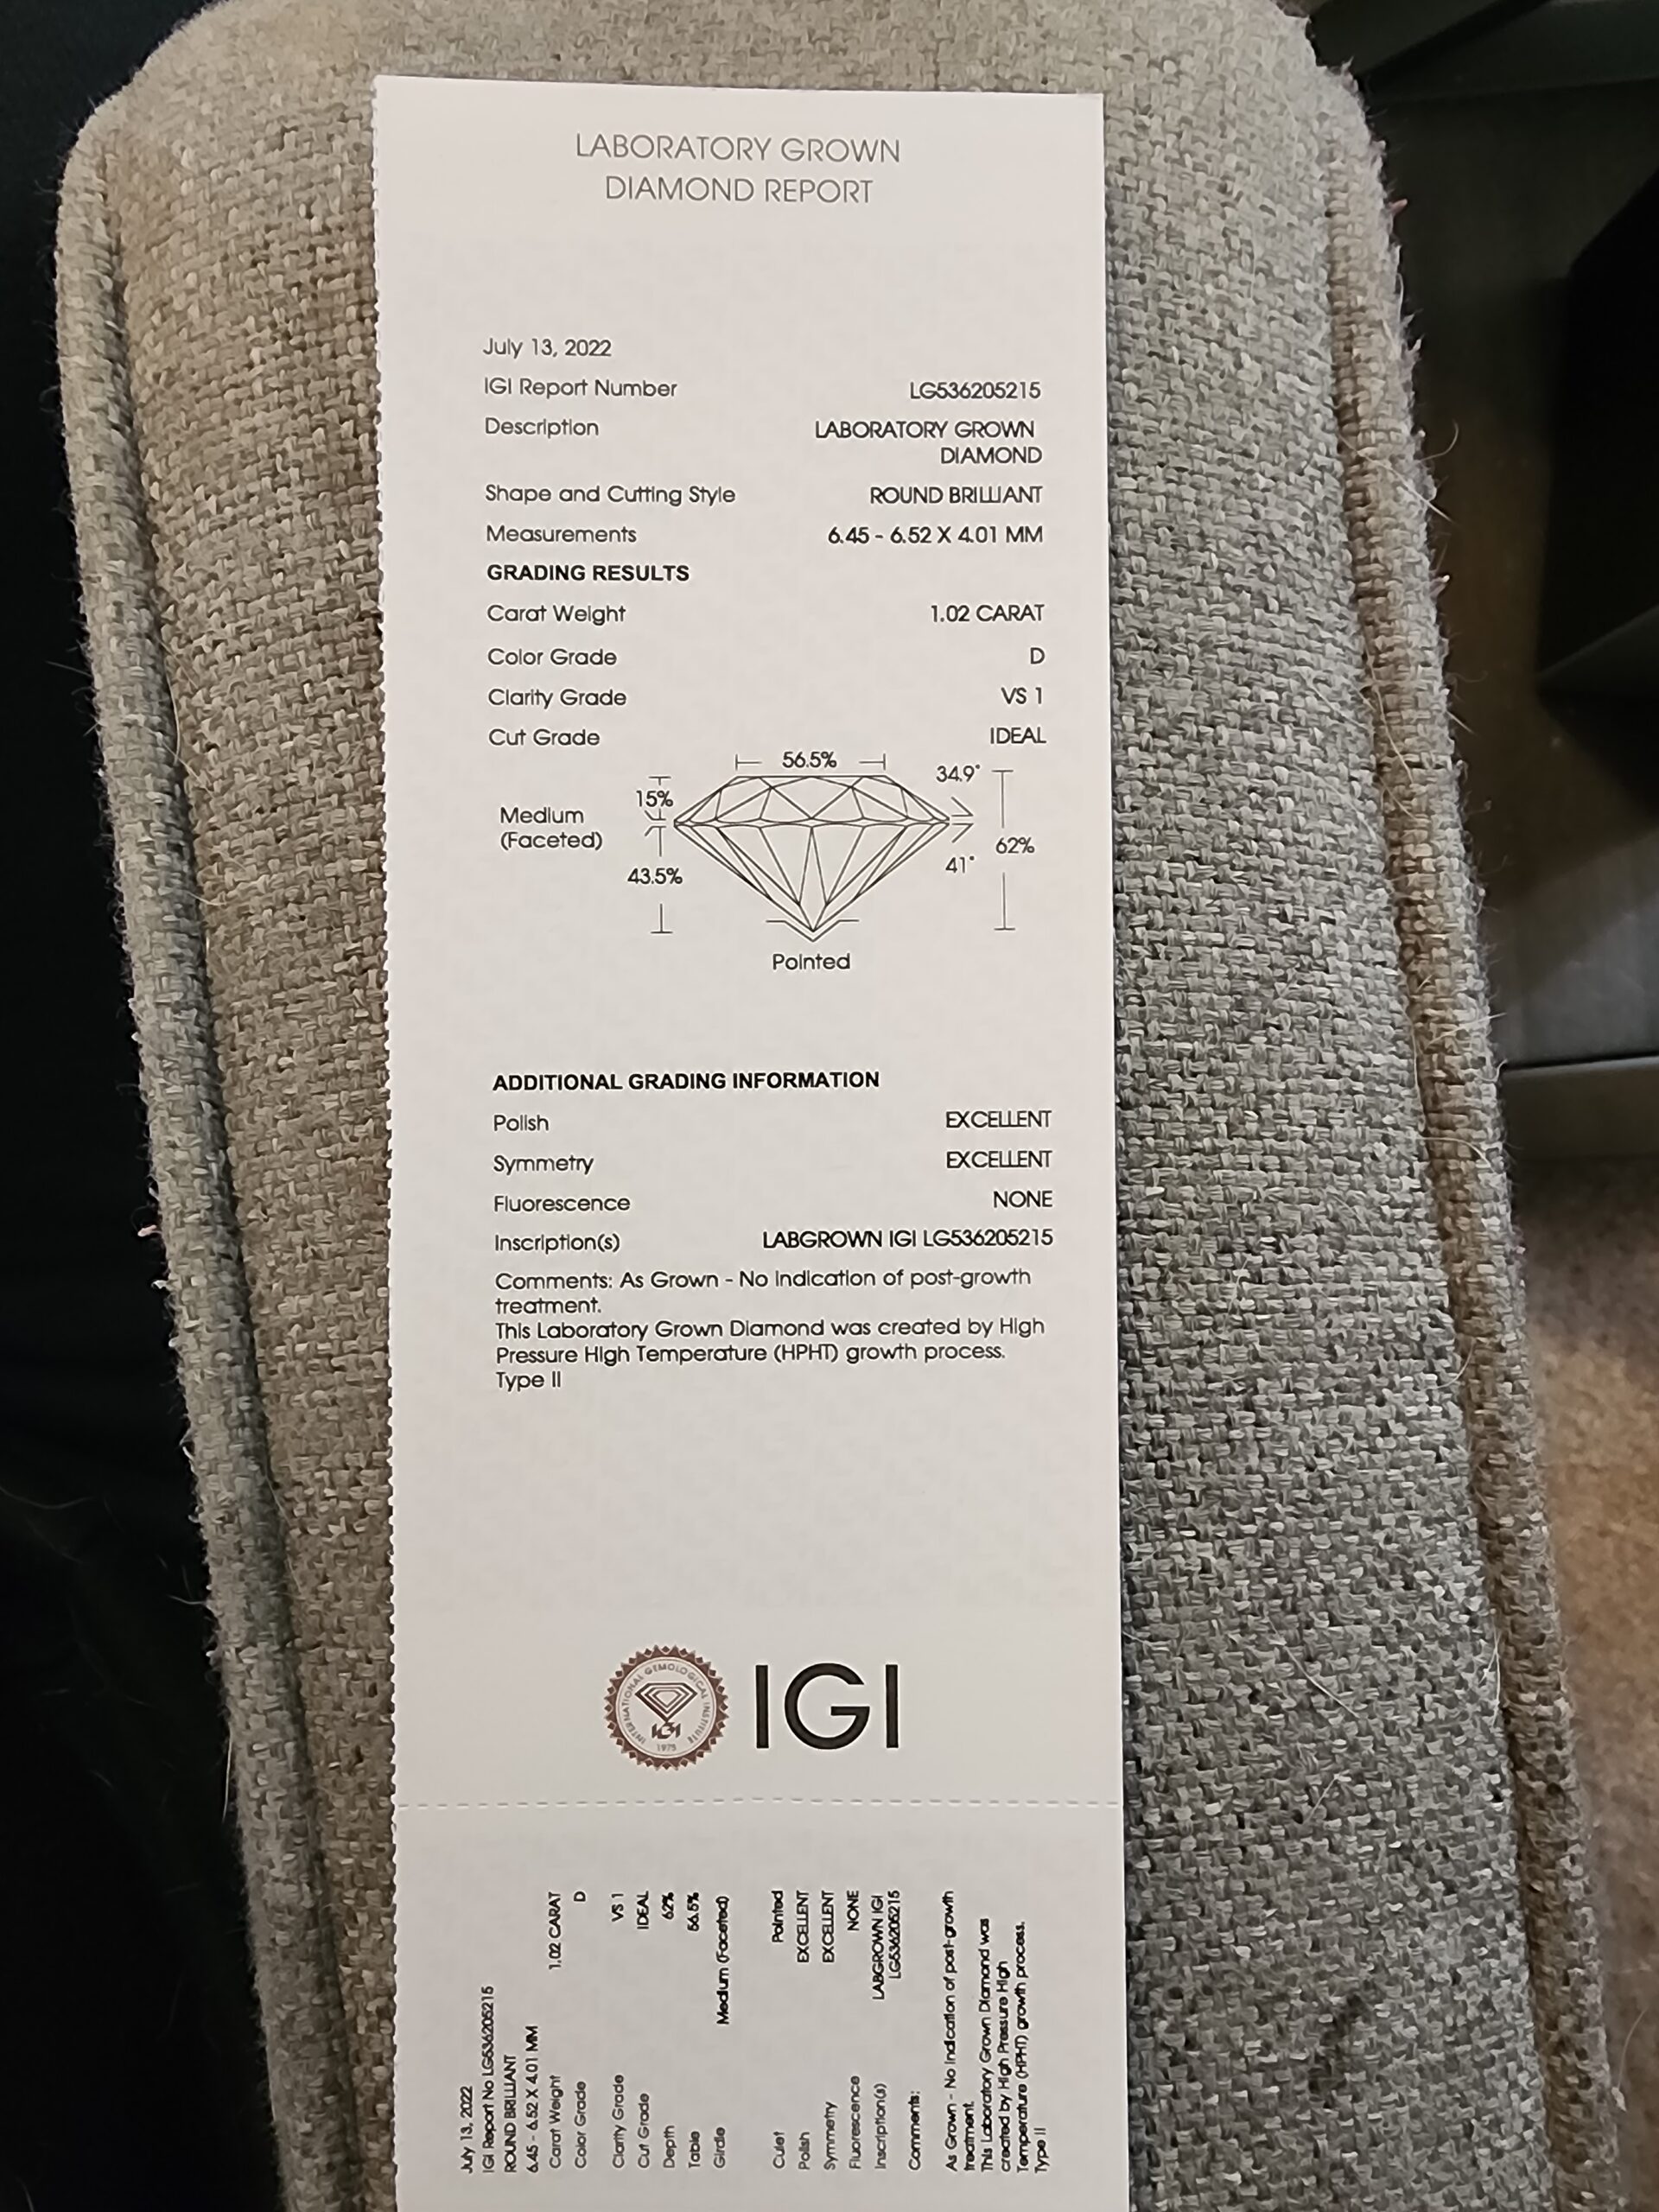 LABORATORY GROWN
DIAMOND REPORT
July 13, 2022
IGI Report Number LG536205215
Description LABORATORY GROWN
DIAMOND
Shape and Cutting Style ROUND BRILLIANT
Measurements 6.45 - 6.52 X 4.01 MM
GRADING RESULTS
Carat Weight 1.02 CARAT
Color Grade D
Clarity Grade VS 1
Cut Grade IDEAL
56.5%
34.9°
15%
Medium
(Faceted)
62%
41°
43.5%
Pointed
ADDITIONAL GRADING INFORMATION
Polish EXCELLENT
Symmetry EXCELLENT
Fluorescence NONE
Inscription(s) LABGROWN IGI LG536205215
Comments: As Grown - No indication of post-growth
treatment.
This Laboratory Grown Diamond was created by High
Pressure High Temperature (HPHT) growth process.
Type II
INTERNATIONAL GEMOLOGICAL INSTITUTE
IGI
1975
IGI
July 13, 2022
IGI Report No LG536205215
ROUND BRILLIANT
6.45 - 6.52 X 4.01 MM
Carat Weight 1.02 CARAT
Color Grade D
Clarity Grade VS 1
Cut Grade IDEAL
Depth 62%
Table 56.5%
Girdle Medium (Faceted)
Culet Pointed
Polish EXCELLENT
Symmetry EXCELLENT
Fluorescence NONE
Inscription(s) LABGROWN IGI
LG536205215
Comments:
As Grown - No indication of post-growth
treatment.
This Laboratory Grown Diamond was
created by High Pressure High
Temperature (HPHT) growth process.
Type II